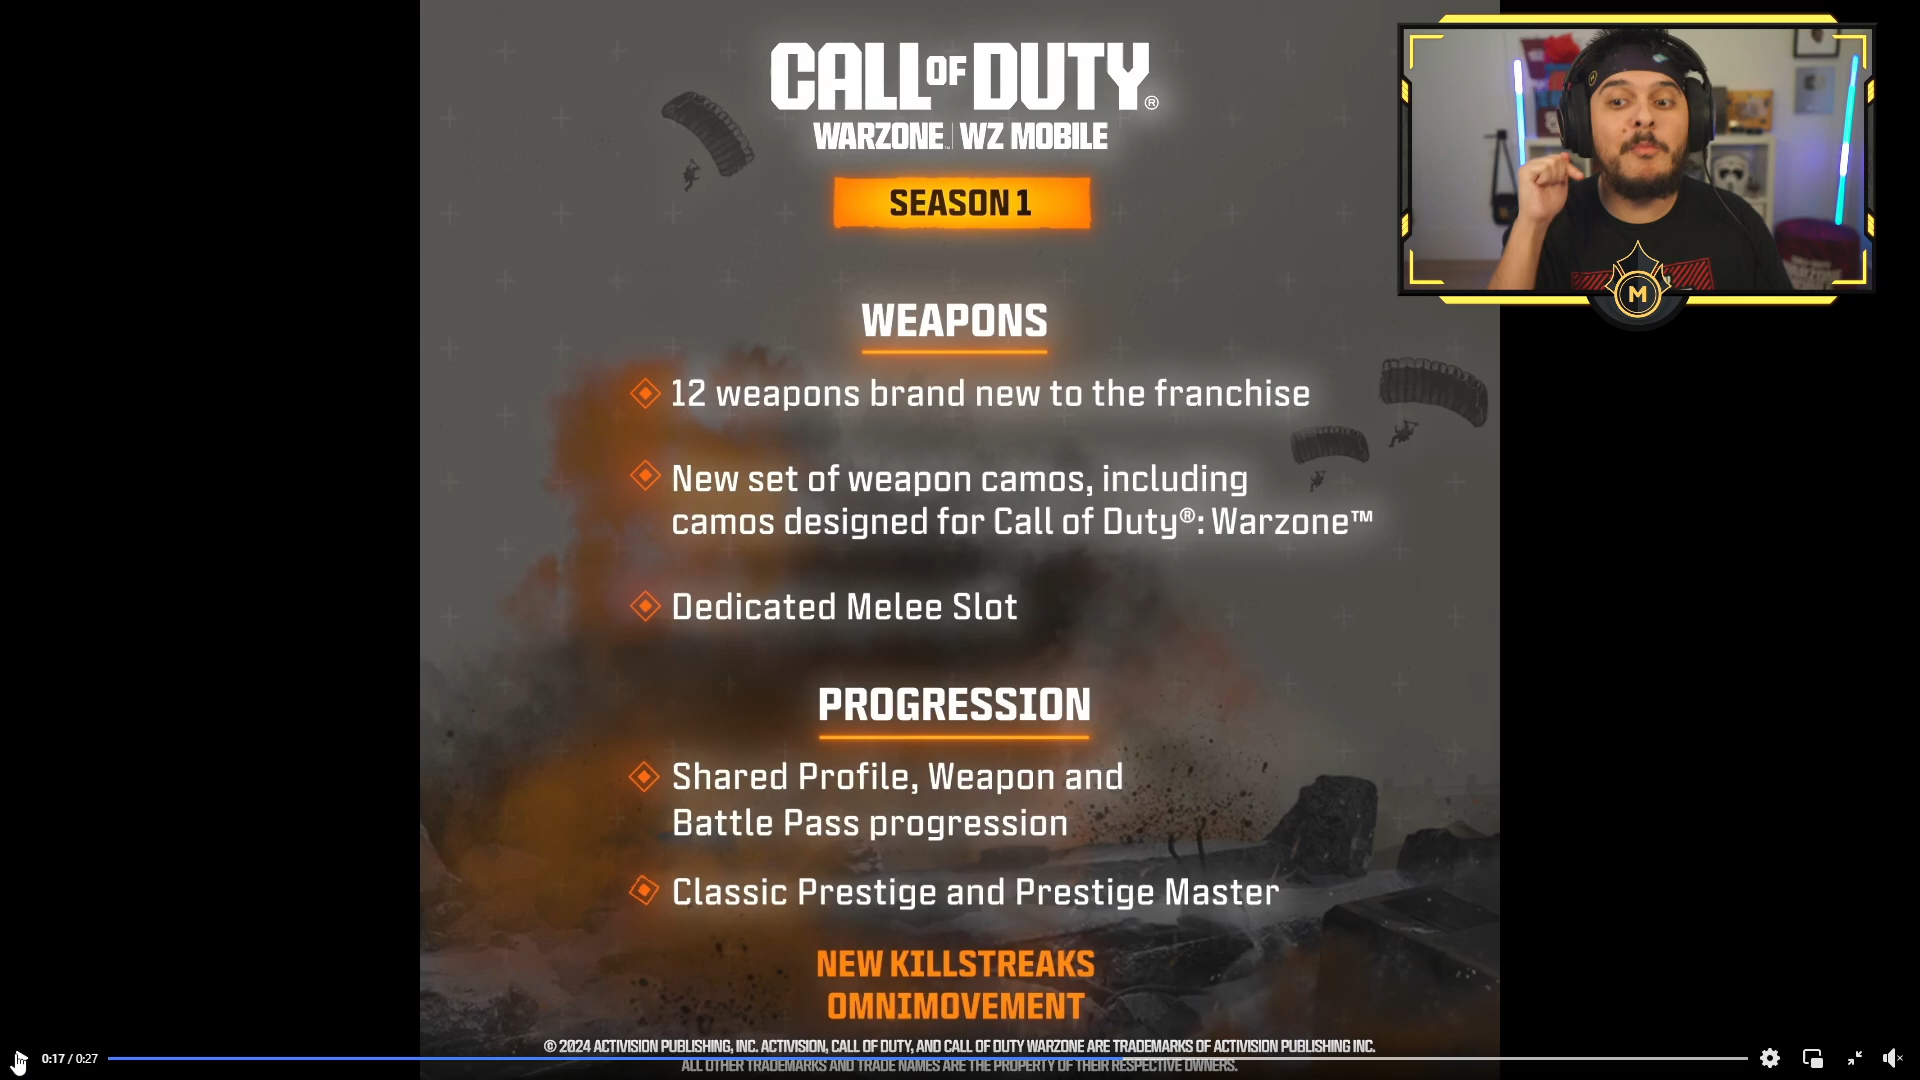 CALL OF DUTY®
WARZONE™ | WZ MOBILE
SEASON 1
WEAPONS
12 weapons brand new to the franchise
New set of weapon camos, including
camos designed for Call of Duty®: Warzone™
Dedicated Melee Slot
PROGRESSION
Shared Profile, Weapon and
Battle Pass progression
Classic Prestige and Prestige Master
NEW KILLSTREAKS
OMNIMOVEMENT
© 2024 ACTIVISION PUBLISHING, INC. ACTIVISION, CALL OF DUTY, AND CALL OF DUTY WARZONE ARE TRADEMARKS OF ACTIVISION PUBLISHING INC.
ALL OTHER TRADEMARKS AND TRADE NAMES ARE THE PROPERTY OF THEIR RESPECTIVE OWNERS.
0:17 / 0:27
M
WARZONE